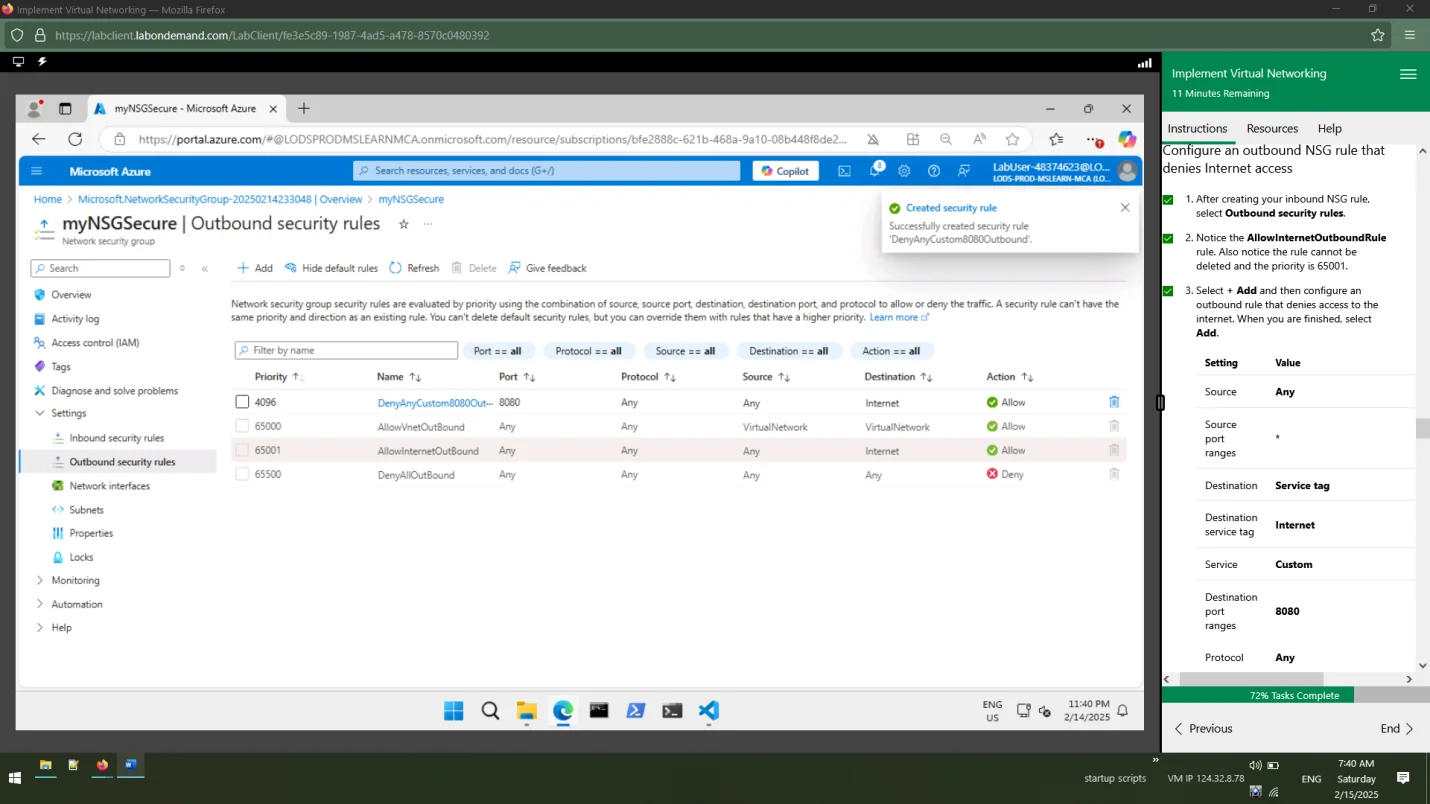 Implement Virtual Networking — Mozilla Firefox
https://labclient.labondemand.com/LabClient/fe3e5c89-1987-4ad5-a478-8570c0480392
myNSGSecure - Microsoft Azure
https://portal.azure.com/#@LODSPRODMSLEARNMCA.onmicrosoft.com/resource/subscriptions/bfe2888c-621b-468a-9a10-08b448f8de2...
Microsoft Azure
Search resources, services, and docs (G+/)
Copilot
3
LabUser-48374623@LO...
LODS-PROD-MSLEARN-MCA (LO...
Home > Microsoft.NetworkSecurityGroup-20250214233048 | Overview > myNSGSecure
myNSGSecure | Outbound security rules
Network security group
Created security rule
Successfully created security rule
'DenyAnyCustom8080Outbound'.
Search
Add
Hide default rules
Refresh
Delete
Give feedback
Overview
Activity log
Access control (IAM)
Tags
Diagnose and solve problems
Settings
Inbound security rules
Outbound security rules
Network interfaces
Subnets
Properties
Locks
Monitoring
Automation
Help
Network security group security rules are evaluated by priority using the combination of source, source port, destination, destination port, and protocol to allow or deny the traffic. A security rule can't have the
same priority and direction as an existing rule. You can't delete default security rules, but you can override them with rules that have a higher priority. Learn more
Filter by name
Port == all
Protocol == all
Source == all
Destination == all
Action == all
Priority Name Port Protocol Source Destination Action
4096 DenyAnyCustom8080Out... 8080 Any Any Internet Allow
65000 AllowVnetOutBound Any Any VirtualNetwork VirtualNetwork Allow
65001 AllowInternetOutBound Any Any Any Internet Allow
65500 DenyAllOutBound Any Any Any Any Deny
ENG
US
11:40 PM
2/14/2025
Implement Virtual Networking
11 Minutes Remaining
Instructions Resources Help
Configure an outbound NSG rule that
denies Internet access
1. After creating your inbound NSG rule,
select Outbound security rules.
2. Notice the AllowInternetOutboundRule
rule. Also notice the rule cannot be
deleted and the priority is 65001.
3. Select + Add and then configure an
outbound rule that denies access to the
internet. When you are finished, select
Add.
Setting Value
Source Any
Source
port
ranges
*
Destination Service tag
Destination
service tag
Internet
Service Custom
Destination
port
ranges
8080
Protocol Any
72% Tasks Complete
Previous
End
startup scripts
»
VM IP 124.32.8.78
ENG
7:40 AM
Saturday
2/15/2025